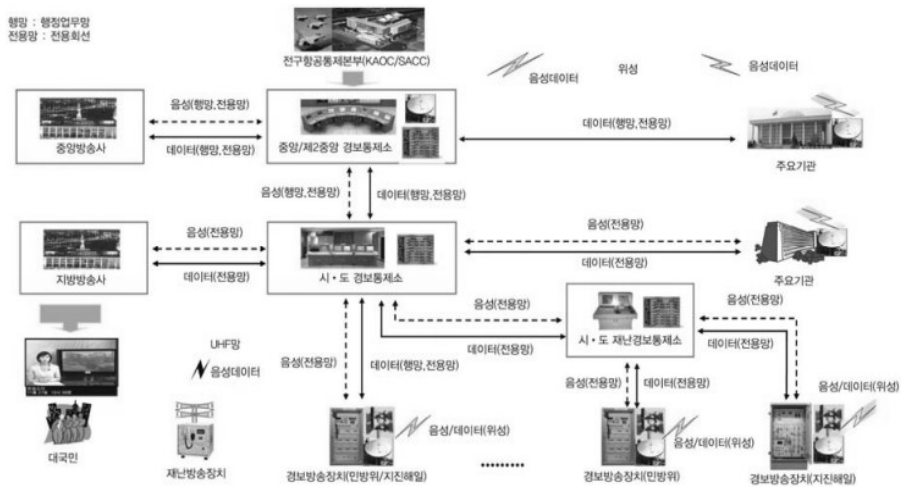 행망 : 행정업무망
전용망 : 전용회선
전구항공통제본부(KAOC/SACC)
음성데이터
위성
음성데이터
음성(행망,전용망)
중앙방송사
데이터(행망,전용망)
중앙/제2중앙 경보통제소
데이터(행망,전용망)
주요기관
음성(행망,전용망)
데이터(행망,전용망)
음성(전용망)
지방방송사
데이터(전용망)
시・도 경보통제소
음성(전용망)
데이터(전용망)
주요기관
음성(전용망)
데이터(전용망)
시・도 재난경보통제소
음성(전용망)
데이터(전용망)
UHF망
음성데이터
음성(전용망)
데이터(행망,전용망)
음성(전용망)
데이터(전용망)
음성/데이터(위성)
음성/데이터(위성)
음성/데이터(위성)
대국민
재난방송장치
경보방송장치(민방위/지진해일)
.........
경보방송장치(민방위)
경보방송장치(지진해일)